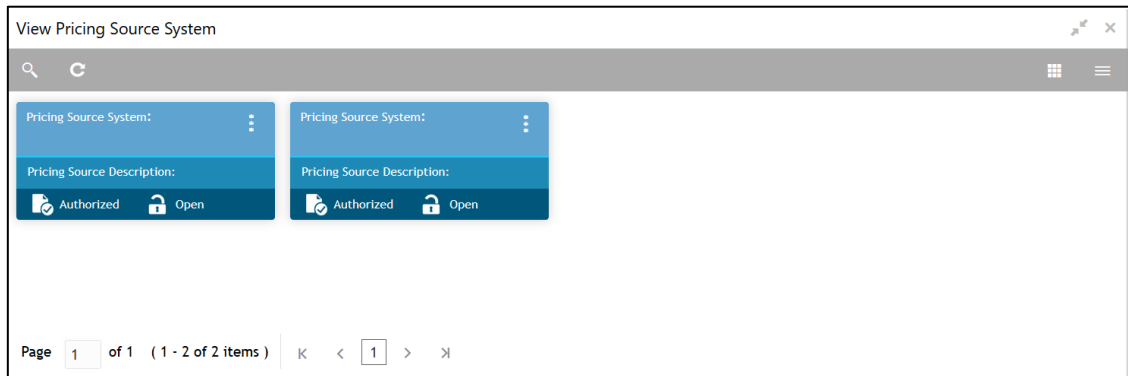 View Pricing Source System
Pricing Source System: Pricing Source System:
Pricing Source Description: Pricing Source Description:
Authorized Open Authorized Open
Page 1 of 1 ( 1 - 2 of 2 items ) 1